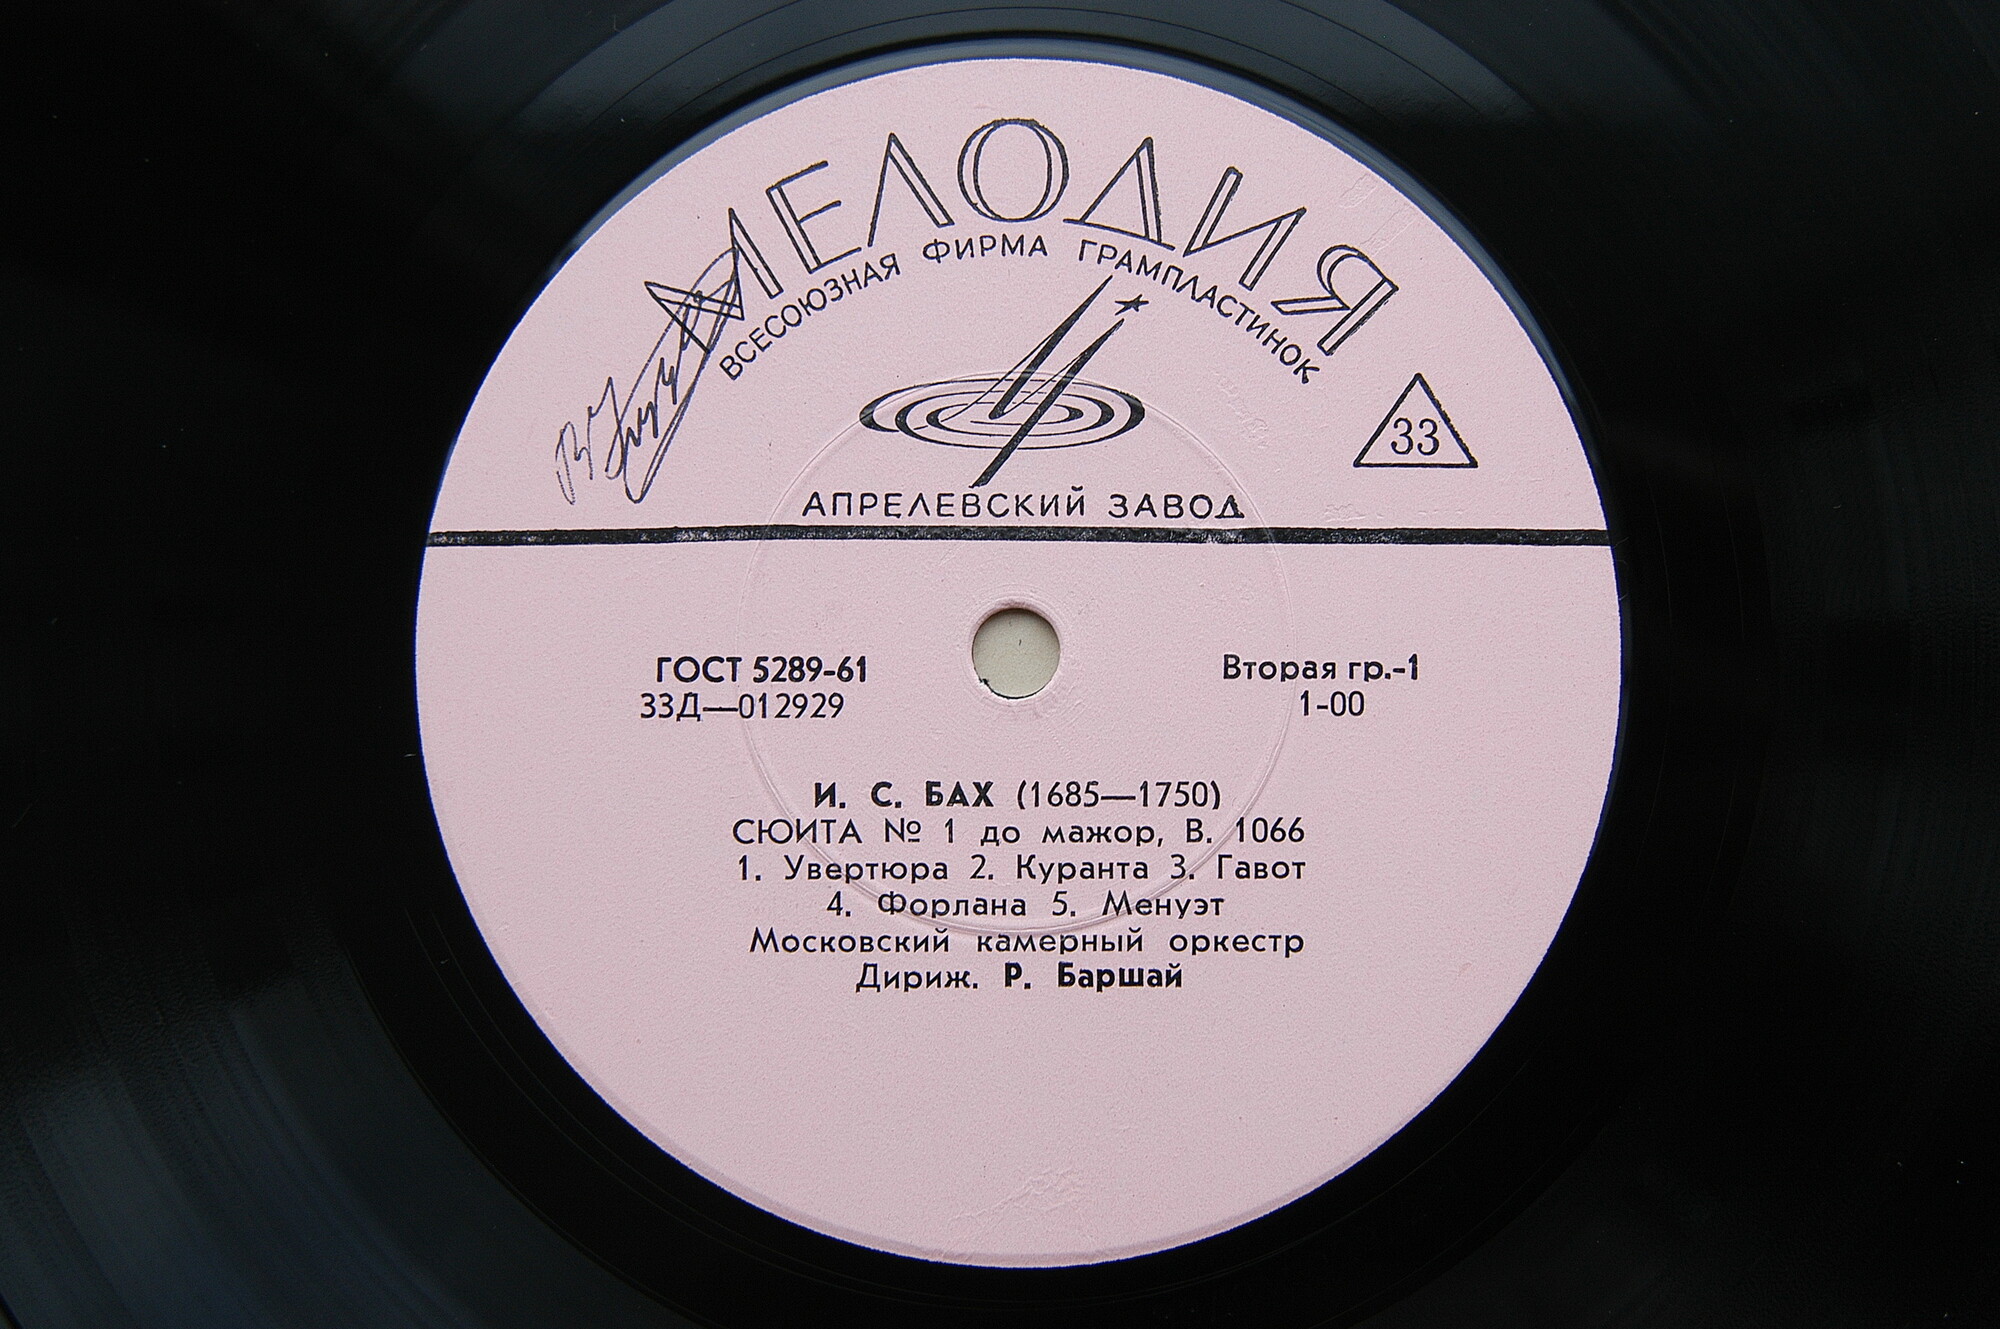 МЕЛОДИЯ
ВСЕСОЮЗНАЯ ФИРМА ГРАМПЛАСТИНОК
33
АПРЕЛЕВСКИЙ ЗАВОД
ГОСТ 5289-61
Вторая гр.-1
33Д—012929
1-00
И. С. БАХ (1685—1750)
СЮИТА № 1 до мажор, В. 1066
1. Увертюра 2. Куранта 3. Гавот
4. Форлана 5. Менуэт
Московский камерный оркестр
Дириж. Р. Баршай